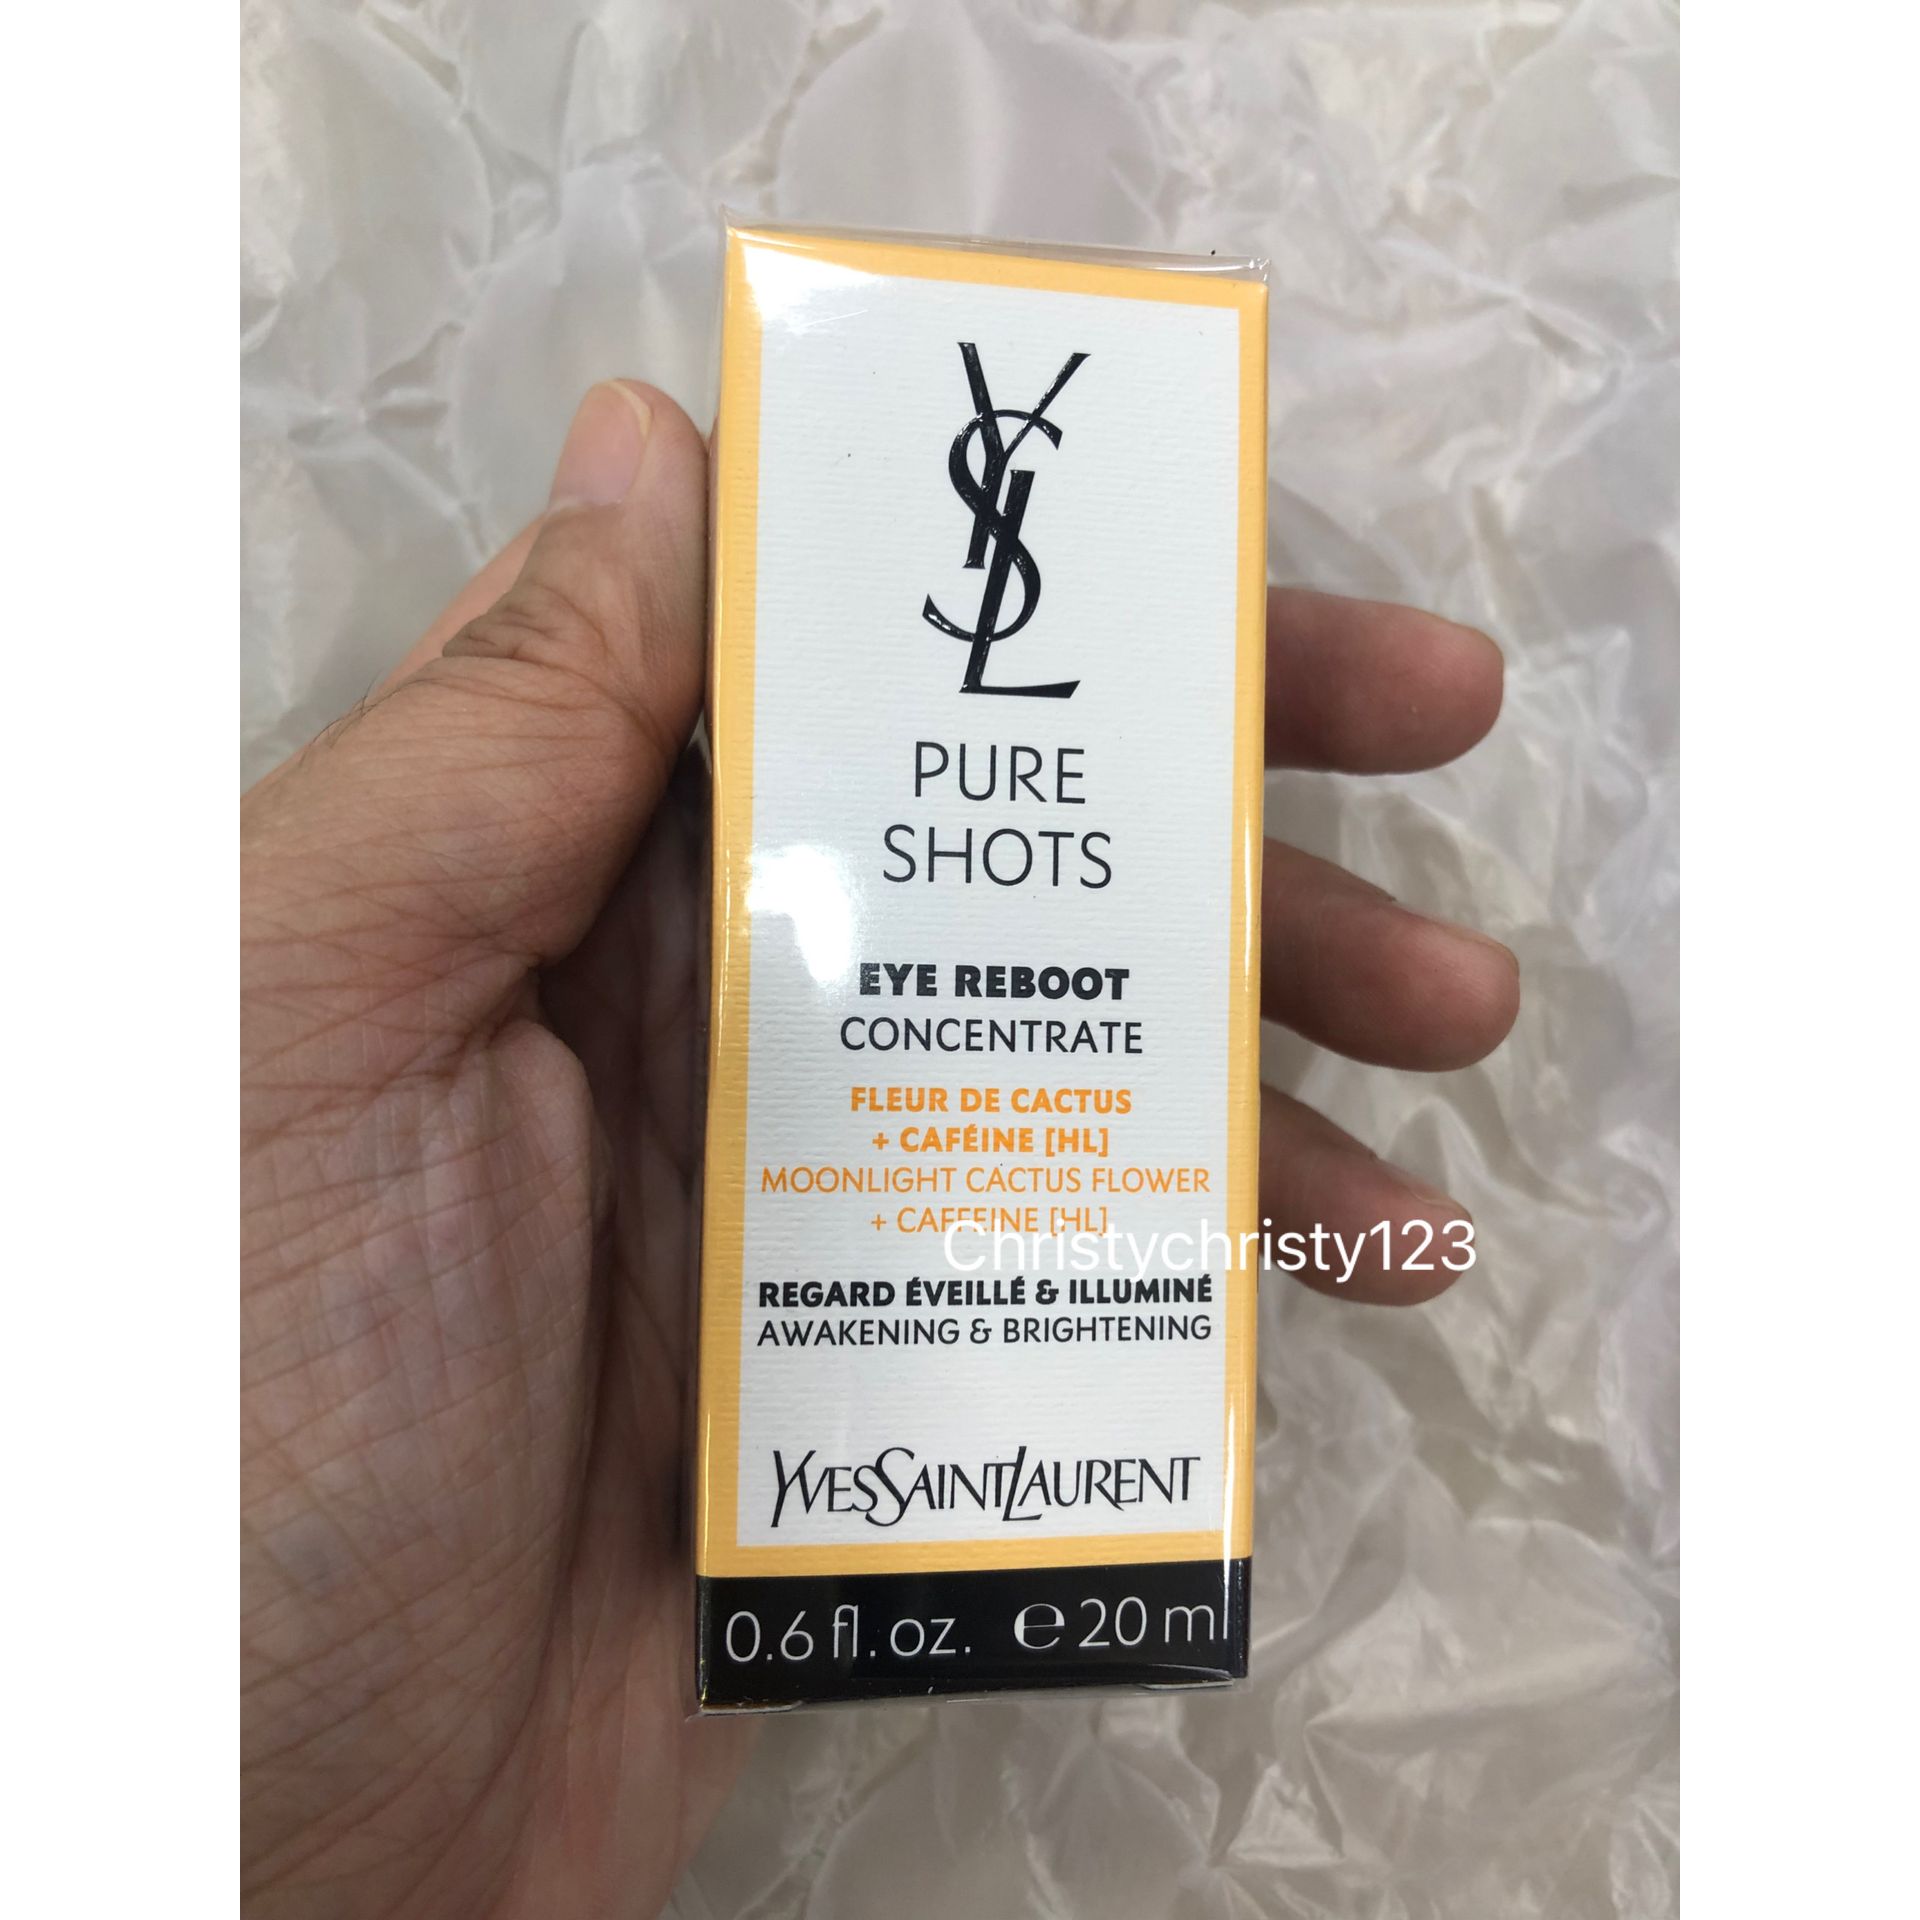 YSL
PURE
SHOTS
EYE REBOOT
CONCENTRATE
FLEUR DE CACTUS
+ CAFÉINE [HL]
MOONLIGHT CACTUS FLOWER
+ CAFFEINE [HL]
Christychristy123
REGARD ÉVEILLÉ & ILLUMINÉ
AWAKENING & BRIGHTENING
YVESSAINTLAURENT
0.6 fl. oz. ℮ 20 ml